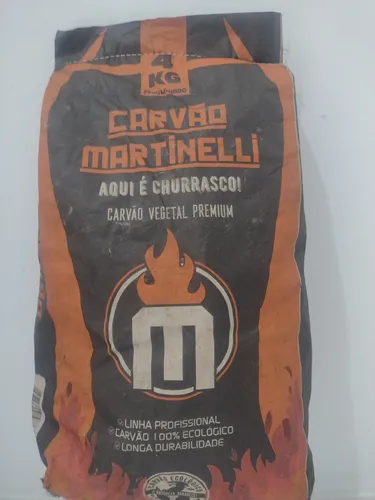 4
KG
CARVÃO
MARTINELLI
AQUI É CHURRASCO!
CARVÃO VEGETAL PREMIUM
M
LINHA PROFISSIONAL
CARVÃO 100% ECOLÓGICO
LONGA DURABILIDADE